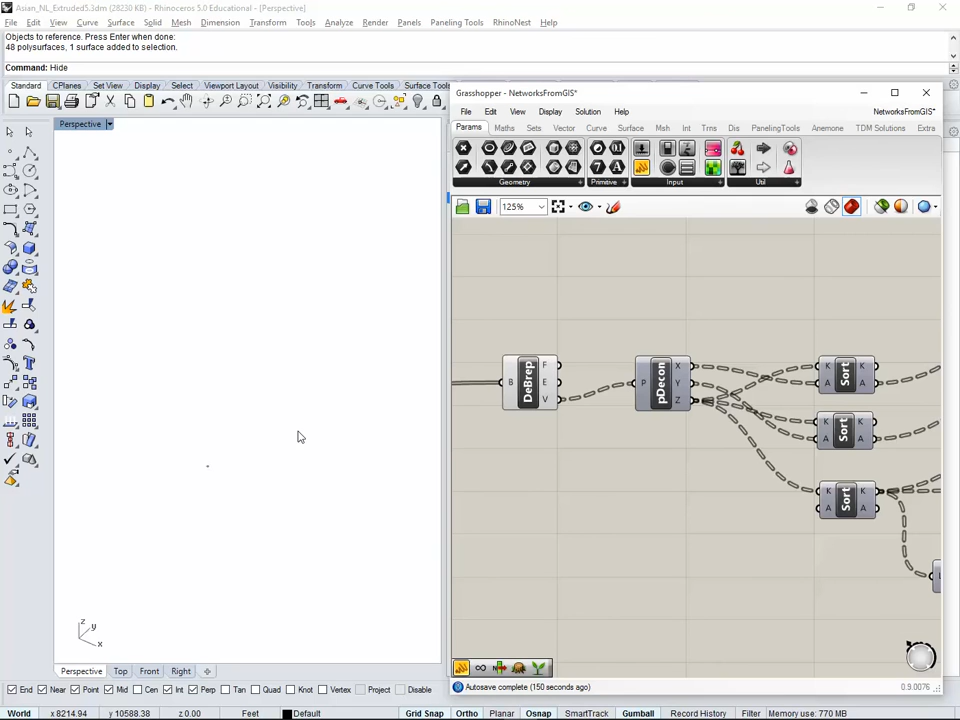 Asian_NL_Extruded5.3dm (28230 KB) - Rhinoceros 5.0 Educational - [Perspective]
File Edit View Curve Surface Solid Mesh Dimension Transform Tools Analyze Render Panels Paneling Tools RhinoNest Help
Objects to reference. Press Enter when done:
48 polysurfaces, 1 surface added to selection.
Command: Hide
Standard CPlanes Set View Display Select Viewport Layout Visibility Transform Curve Tools Surface Tools
Perspective
Grasshopper - NetworksFromGIS*
File Edit View Display Solution Help NetworksFromGIS*
Params Maths Sets Vector Curve Surface Msh Int Trns Dis PanelingTools Anemone TDM Solutions Extra
Geometry Primitive Input Util
125%
B DeBrep F E V
P pDecon X Y Z
K A Sort K A
K A Sort K A
K A Sort K A
L
z y x
Perspective Top Front Right
End Near Point Mid Cen Int Perp Tan Quad Knot Vertex Project Disable
Autosave complete (150 seconds ago) 0.9.0076
World x 8214.94 y 10588.38 z 0.00 Feet Default Grid Snap Ortho Planar Osnap SmartTrack Gumball Record History Filter Memory use: 770 MB